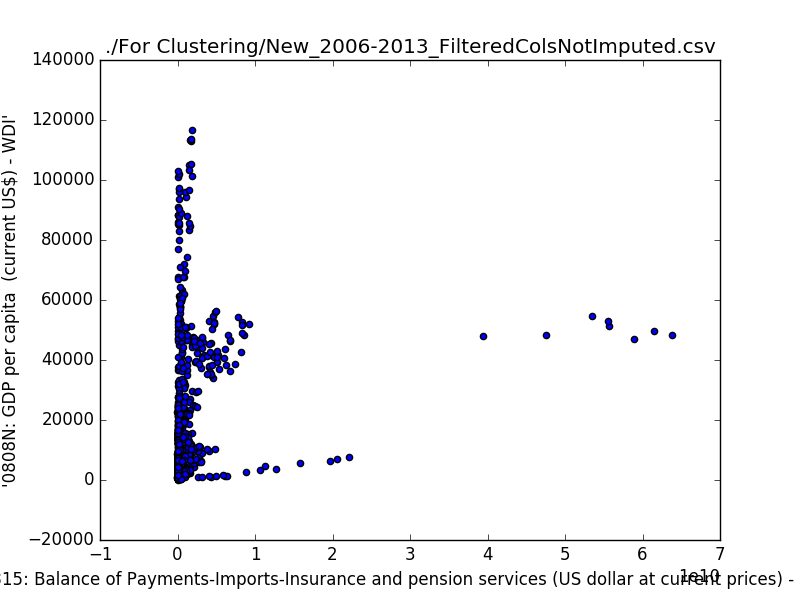 ./For Clustering/New_2006-2013_FilteredColsNotImputed.csv
140000
120000
100000
80000
60000
40000
20000
0
−20000
'0808N: GDP per capita (current US$) - WDI'
−1 0 1 2 3 4 5 6 7
1e10
315: Balance of Payments-Imports-Insurance and pension services (US dollar at current prices) -